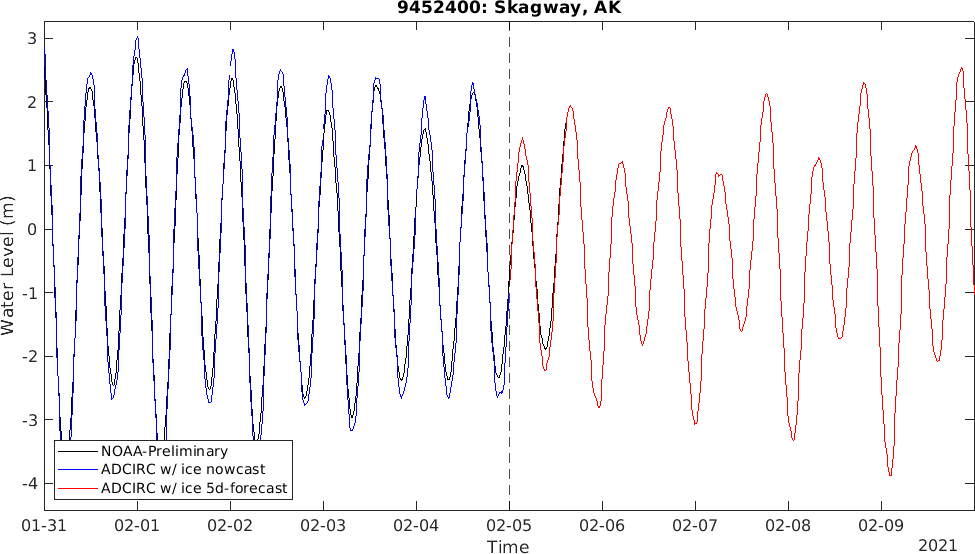 9452400: Skagway, AK
Water Level (m)
3
2
1
0
-1
-2
-3
-4
NOAA-Preliminary
ADCIRC w/ ice nowcast
ADCIRC w/ ice 5d-forecast
01-31 02-01 02-02 02-03 02-04 02-05 02-06 02-07 02-08 02-09
Time
2021